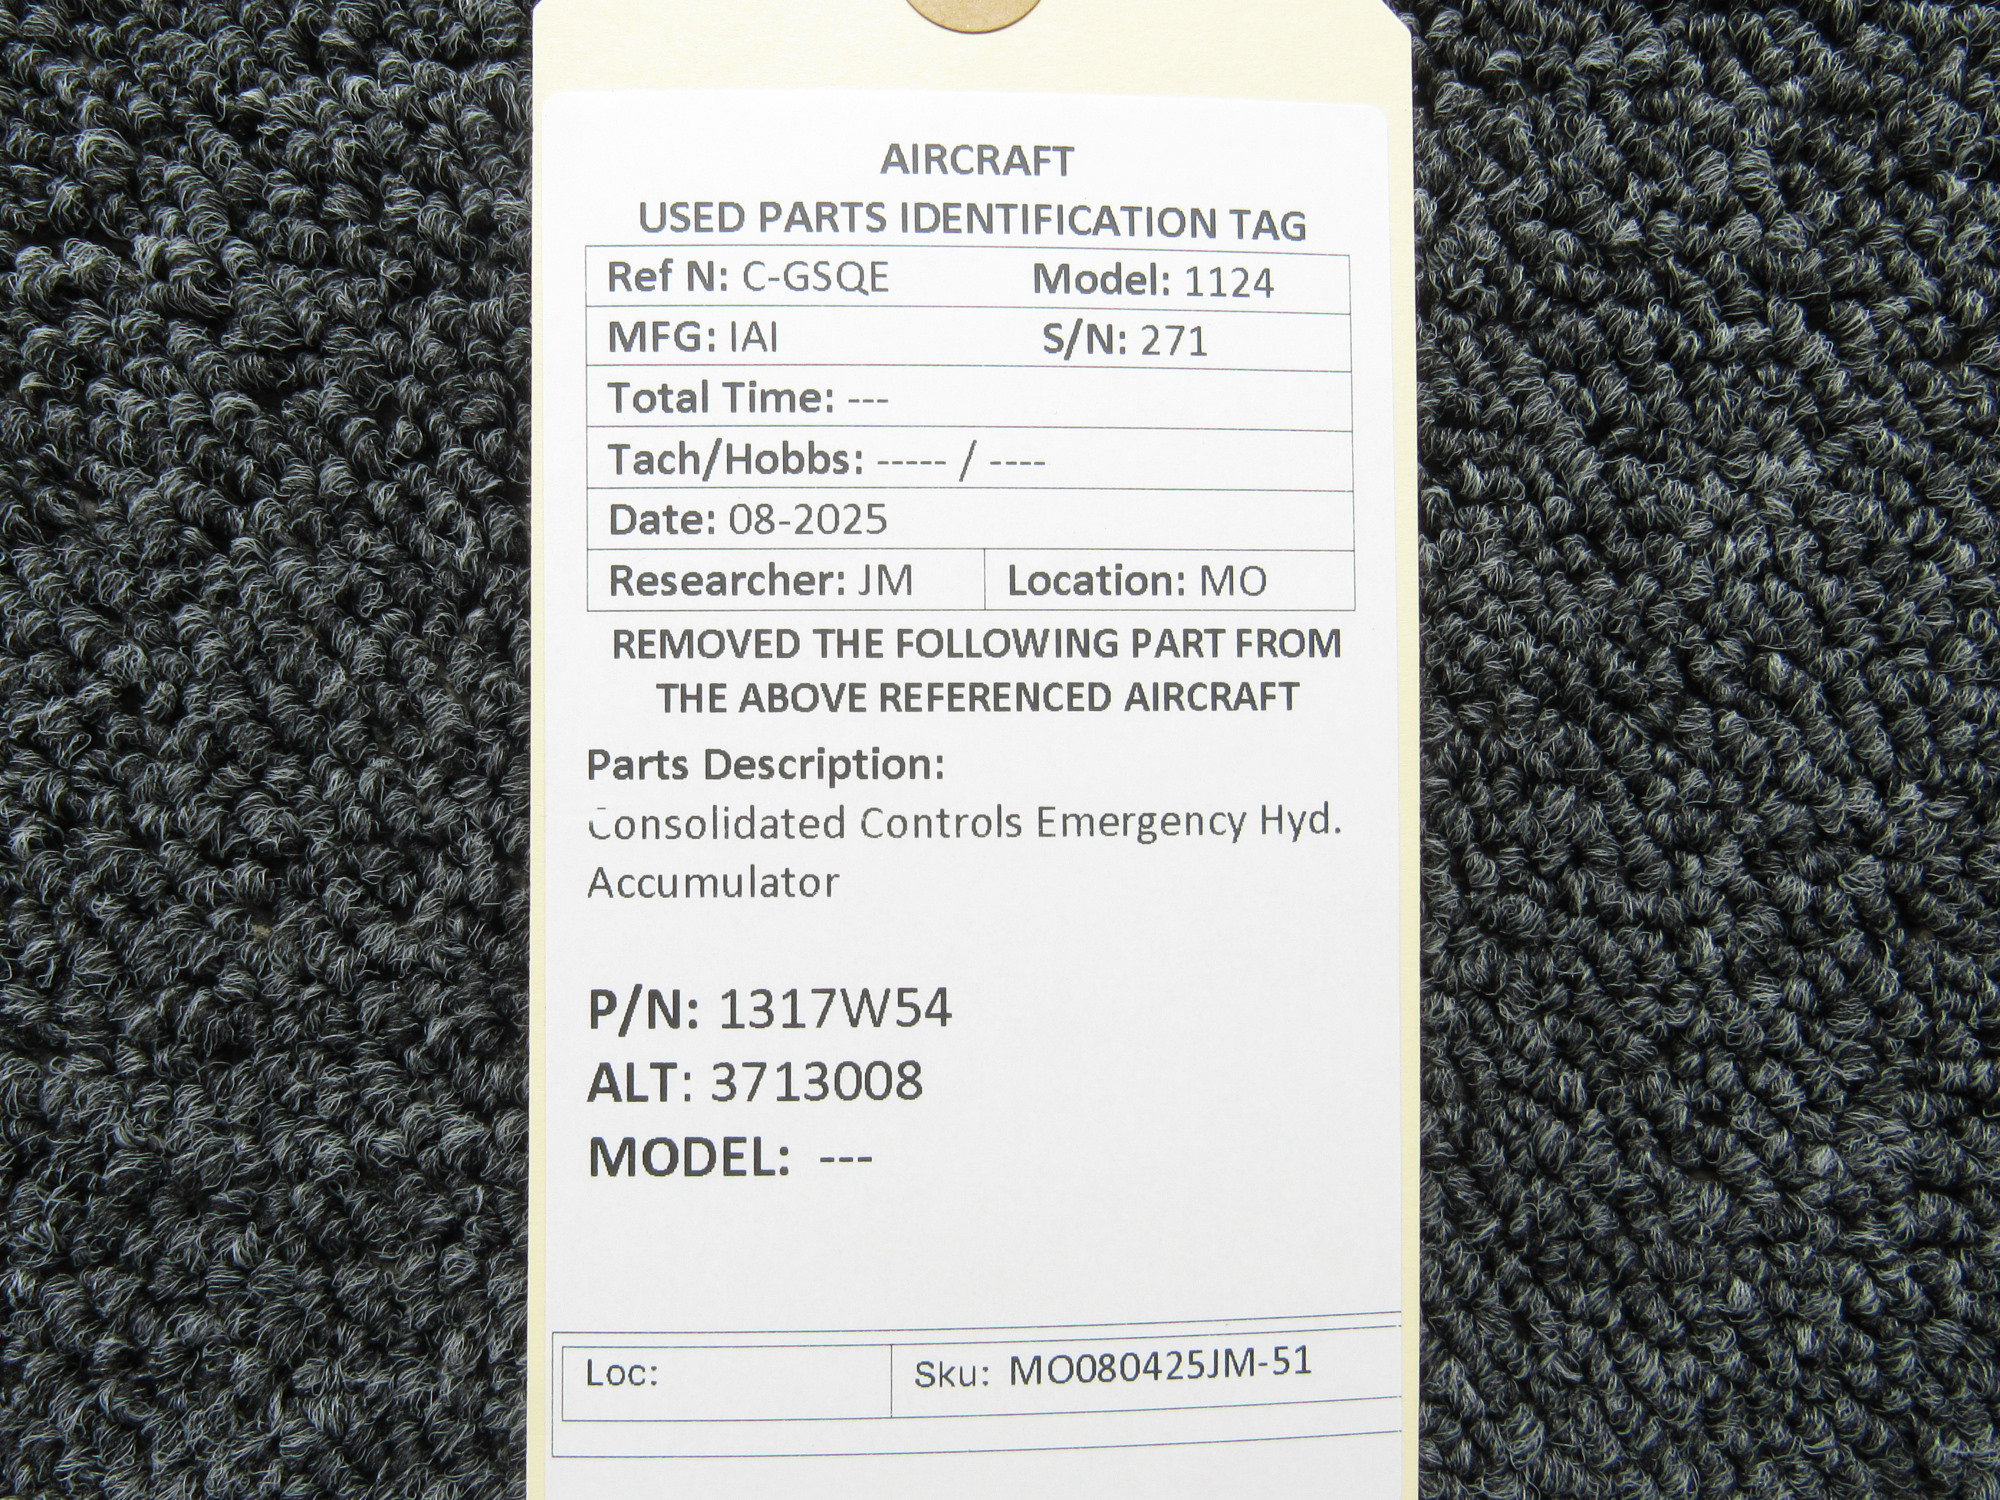 AIRCRAFT
USED PARTS IDENTIFICATION TAG
Ref N: C-GSQE Model: 1124
MFG: IAI S/N: 271
Total Time: ---
Tach/Hobbs: ----- / ----
Date: 08-2025
Researcher: JM Location: MO
REMOVED THE FOLLOWING PART FROM
THE ABOVE REFERENCED AIRCRAFT
Parts Description:
Consolidated Controls Emergency Hyd.
Accumulator
P/N: 1317W54
ALT: 3713008
MODEL: ---
Loc: Sku: MO080425JM-51